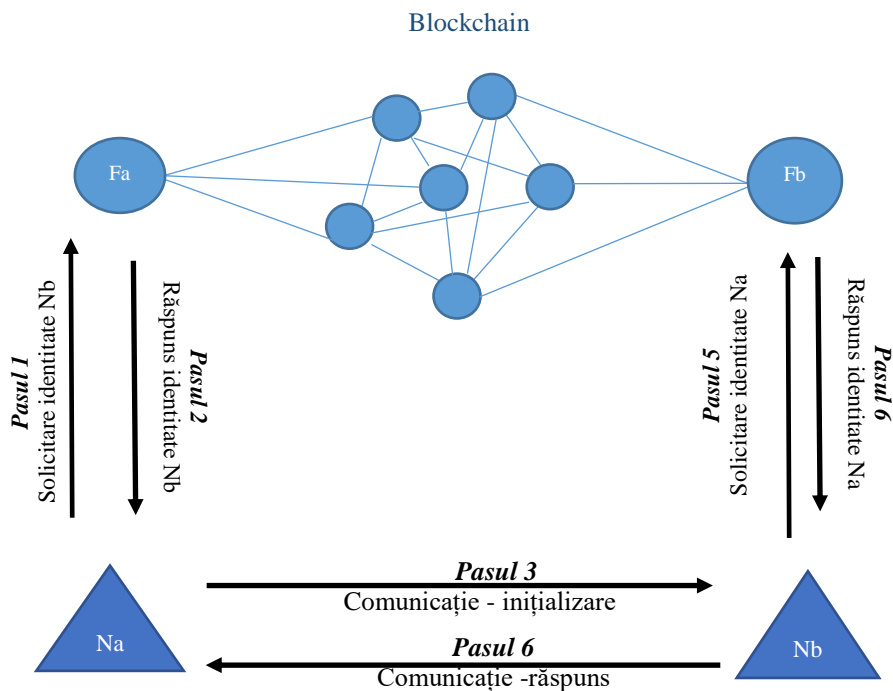 Blockchain
Fa
Fb
Pasul 1
Solicitare identitate Nb
Răspuns identitate Nb
Pasul 2
Pasul 5
Solicitare identitate Na
Pasul 6
Răspuns identitate Na
Pasul 3
Comunicație - inițializare
Na
Nb
Pasul 6
Comunicație -răspuns